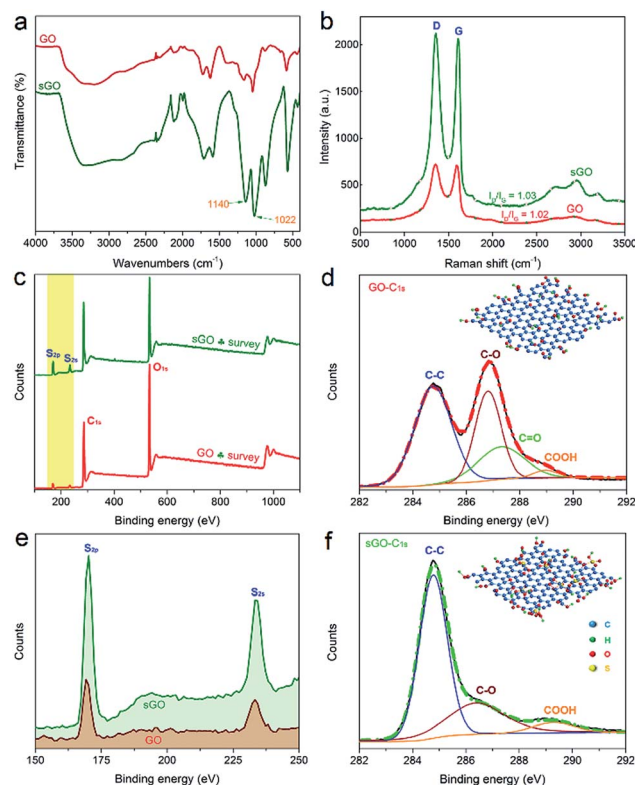 a
GO
sGO
1140
1022
Transmittance (%)
4000 3500 3000 2500 2000 1500 1000 500
Wavenumbers (cm⁻¹)
b
D
G
sGO
I_D/I_G = 1.03
I_D/I_G = 1.02
GO
Intensity (a.u.)
2000
1500
1000
500
0
500 1000 1500 2000 2500 3000 3500
Raman shift (cm⁻¹)
c
S2p
S2s
sGO ♣ survey
O1s
C1s
GO ♣ survey
Counts
200 400 600 800 1000
Binding energy (eV)
d
GO-C1s
C-O
C-C
C=O
COOH
Counts
282 284 286 288 290 292
Binding energy (eV)
e
S2p
S2s
sGO
GO
Counts
150 175 200 225 250
Binding energy (eV)
f
sGO-C1s
C-C
C-O
COOH
C
H
O
S
Counts
282 284 286 288 290 292
Binding energy (eV)